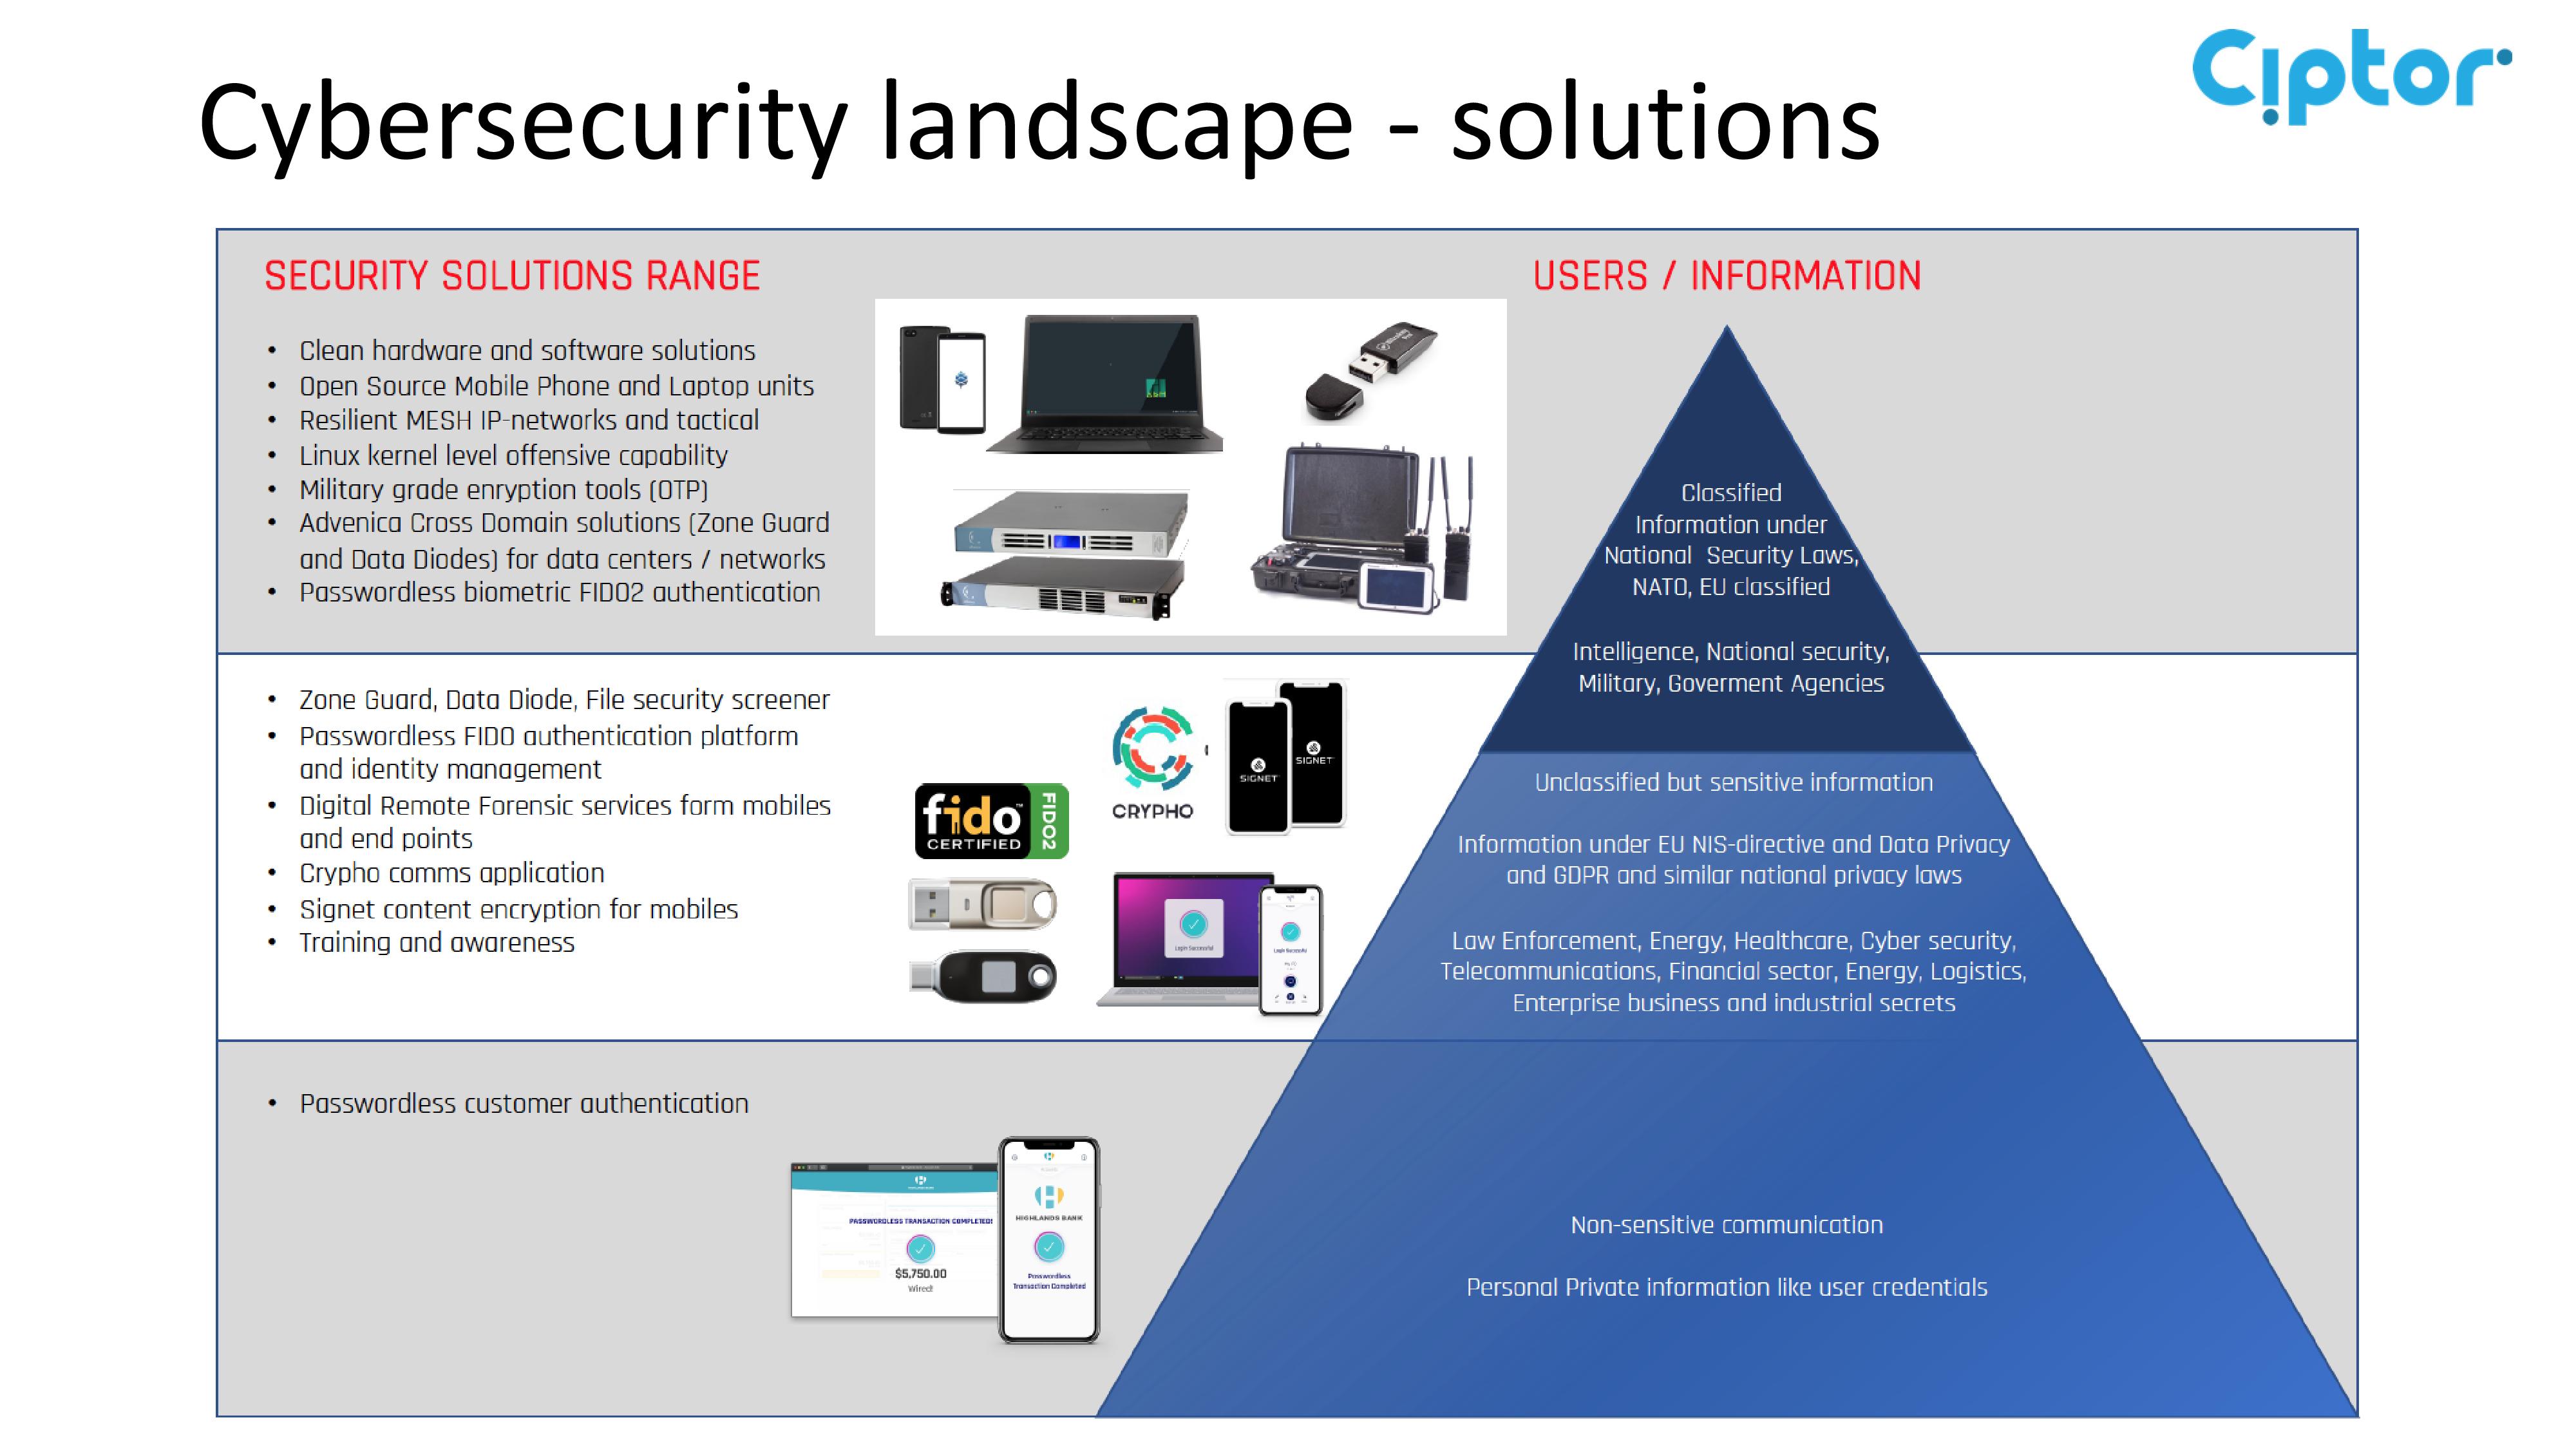 Ciptor
Cybersecurity landscape - solutions
SECURITY SOLUTIONS RANGE
• Clean hardware and software solutions
• Open Source Mobile Phone and Laptop units
• Resilient MESH IP-networks and tactical
• Linux kernel level offensive capability
• Military grade enryption tools (OTP)
• Advenica Cross Domain solutions (Zone Guard
and Data Diodes) for data centers / networks
• Passwordless biometric FIDO2 authentication
USERS / INFORMATION
Classified
Information under
National Security Laws,
NATO, EU classified
Intelligence, National security,
Military, Goverment Agencies
• Zone Guard, Data Diode, File security screener
• Passwordless FIDO authentication platform
and identity management
• Digital Remote Forensic services form mobiles
and end points
• Crypho comms application
• Signet content encryption for mobiles
• Training and awareness
fido™
CERTIFIED
FIDO2
CRYPHO
SIGNET
SIGNET
Login Successful
Login Successful
Unclassified but sensitive information
Information under EU NIS-directive and Data Privacy
and GDPR and similar national privacy laws
Law Enforcement, Energy, Healthcare, Cyber security,
Telecommunications, Financial sector, Energy, Logistics,
Enterprise business and industrial secrets
• Passwordless customer authentication
PASSWORDLESS TRANSACTION COMPLETED!
$5,750.00
Wired!
HIGHLANDS BANK
Passwordless
Transaction Completed
Non-sensitive communication
Personal Private information like user credentials